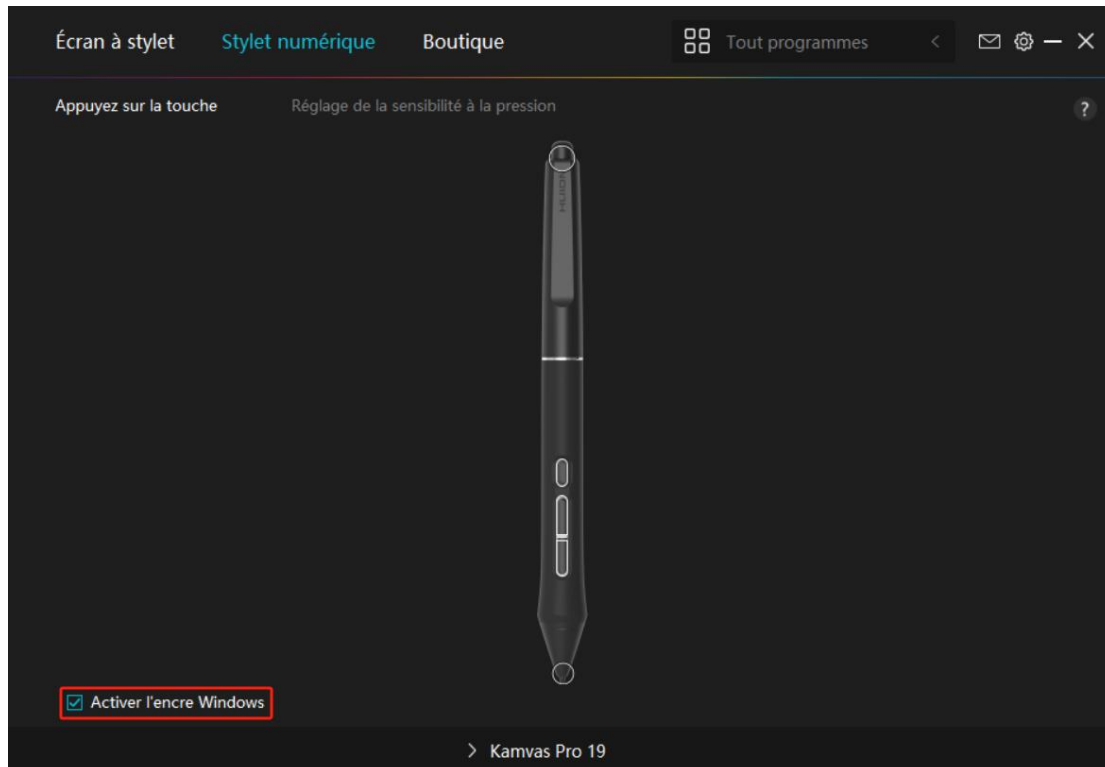 Écran à stylet
Stylet numérique
Boutique
Tout programmes
Appuyez sur la touche
Réglage de la sensibilité à la pression
?
HUION
Activer l'encre Windows
Kamvas Pro 19